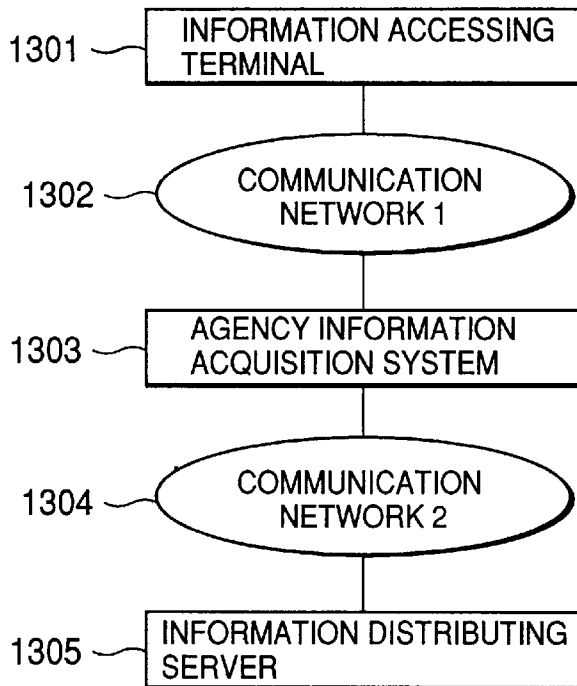 1301
INFORMATION ACCESSING
TERMINAL
1302
COMMUNICATION
NETWORK 1
1303
AGENCY INFORMATION
ACQUISITION SYSTEM
1304
COMMUNICATION
NETWORK 2
1305
INFORMATION DISTRIBUTING
SERVER